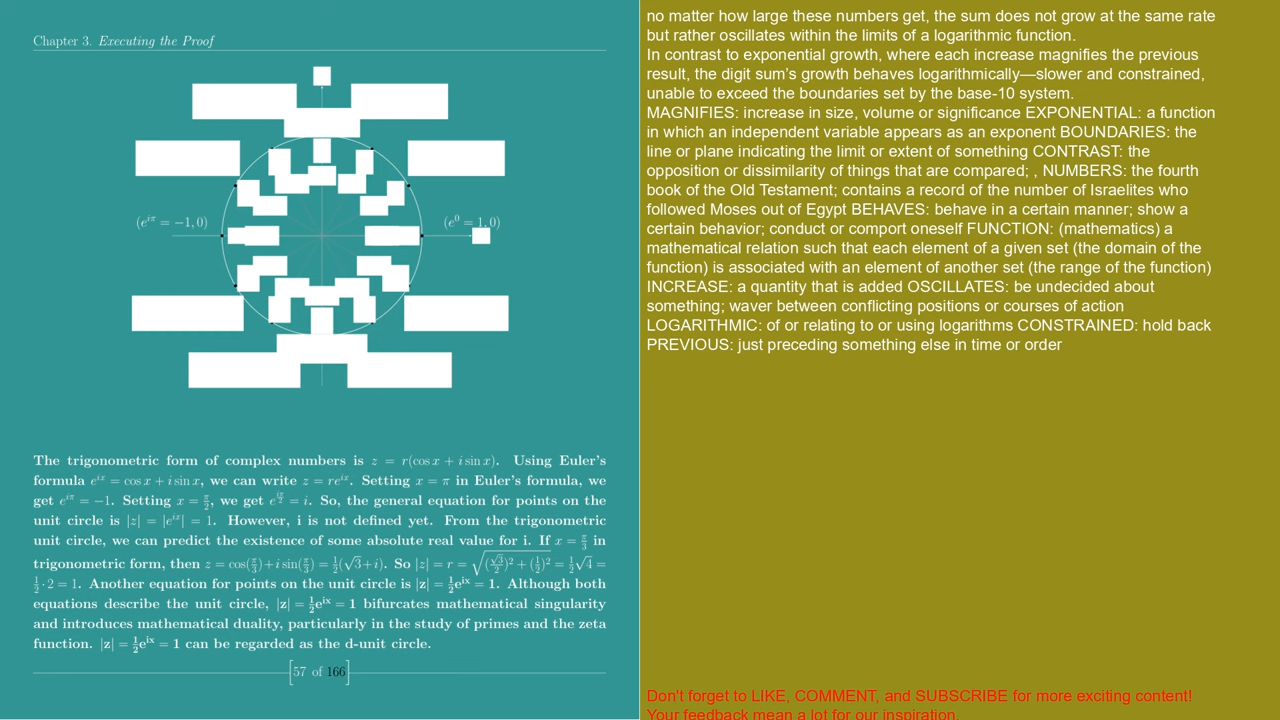 Chapter 3. Executing the Proof
(e^{iπ} = −1, 0)
(e^0 = 1, 0)
The trigonometric form of complex numbers is z = r(cos x + i sin x). Using Euler's
formula e^{ix} = cos x + i sin x, we can write z = re^{ix}. Setting x = π in Euler's formula, we
get e^{iπ} = −1. Setting x = π/2, we get e^{iπ/2} = i. So, the general equation for points on the
unit circle is |z| = |e^{ix}| = 1. However, i is not defined yet. From the trigonometric
unit circle, we can predict the existence of some absolute real value for i. If x = π/3 in
trigonometric form, then z = cos(π/3) + i sin(π/3) = 1/2(√3 + i). So |z| = r = √((√3/2)² + (1/2)²) = 1/2√4 =
1/2 · 2 = 1. Another equation for points on the unit circle is |z| = 1/2e^{ix} = 1. Although both
equations describe the unit circle, |z| = 1/2e^{ix} = 1 bifurcates mathematical singularity
and introduces mathematical duality, particularly in the study of primes and the zeta
function. |z| = 1/2e^{ix} = 1 can be regarded as the d-unit circle.
57 of 166
no matter how large these numbers get, the sum does not grow at the same rate
but rather oscillates within the limits of a logarithmic function.
In contrast to exponential growth, where each increase magnifies the previous
result, the digit sum's growth behaves logarithmically—slower and constrained,
unable to exceed the boundaries set by the base-10 system.
MAGNIFIES: increase in size, volume or significance EXPONENTIAL: a function
in which an independent variable appears as an exponent BOUNDARIES: the
line or plane indicating the limit or extent of something CONTRAST: the
opposition or dissimilarity of things that are compared; , NUMBERS: the fourth
book of the Old Testament; contains a record of the number of Israelites who
followed Moses out of Egypt BEHAVES: behave in a certain manner; show a
certain behavior; conduct or comport oneself FUNCTION: (mathematics) a
mathematical relation such that each element of a given set (the domain of the
function) is associated with an element of another set (the range of the function)
INCREASE: a quantity that is added OSCILLATES: be undecided about
something; waver between conflicting positions or courses of action
LOGARITHMIC: of or relating to or using logarithms CONSTRAINED: hold back
PREVIOUS: just preceding something else in time or order
Don't forget to LIKE, COMMENT, and SUBSCRIBE for more exciting content!
Your feedback mean a lot for our inspiration.